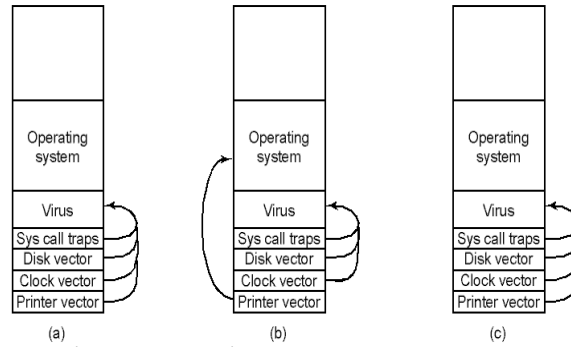 Operating
system
Virus
Sys call traps
Disk vector
Clock vector
Printer vector
(a)
Operating
system
Virus
Sys call traps
Disk vector
Clock vector
Printer vector
(b)
Operating
system
Virus
Sys call traps
Disk vector
Clock vector
Printer vector
(c)